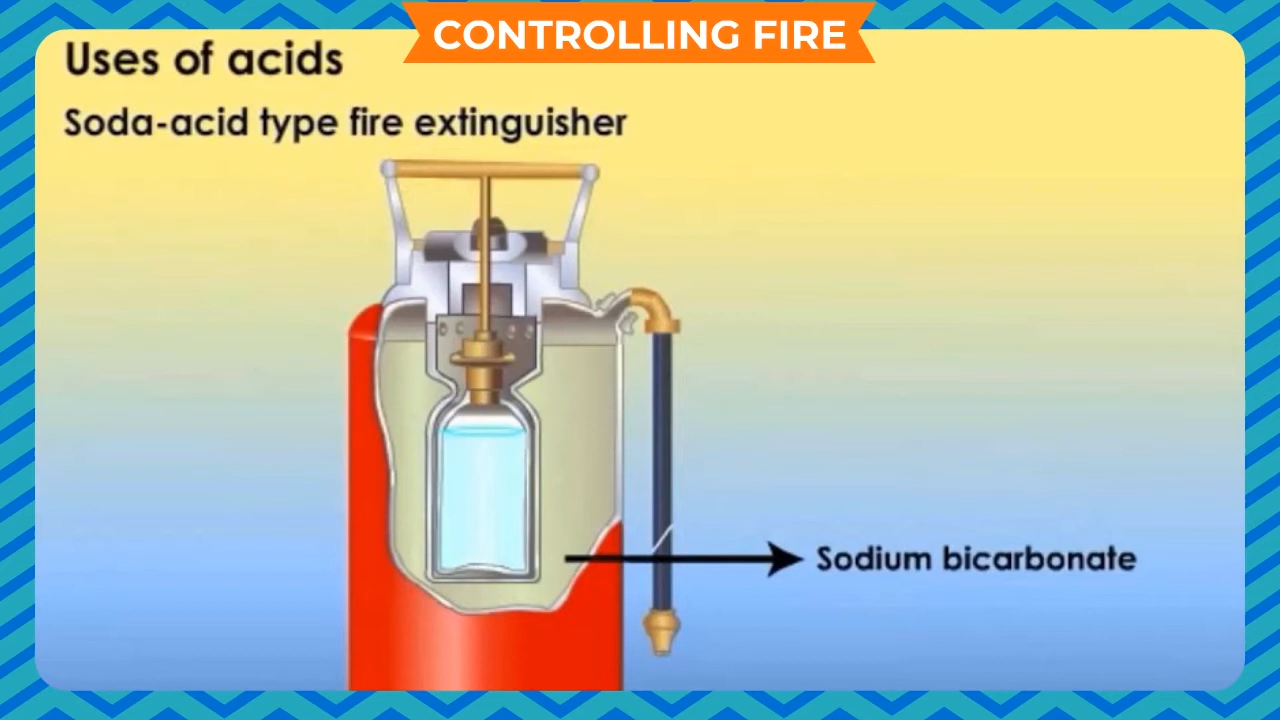 CONTROLLING FIRE
Uses of acids
Soda-acid type fire extinguisher
Sodium bicarbonate